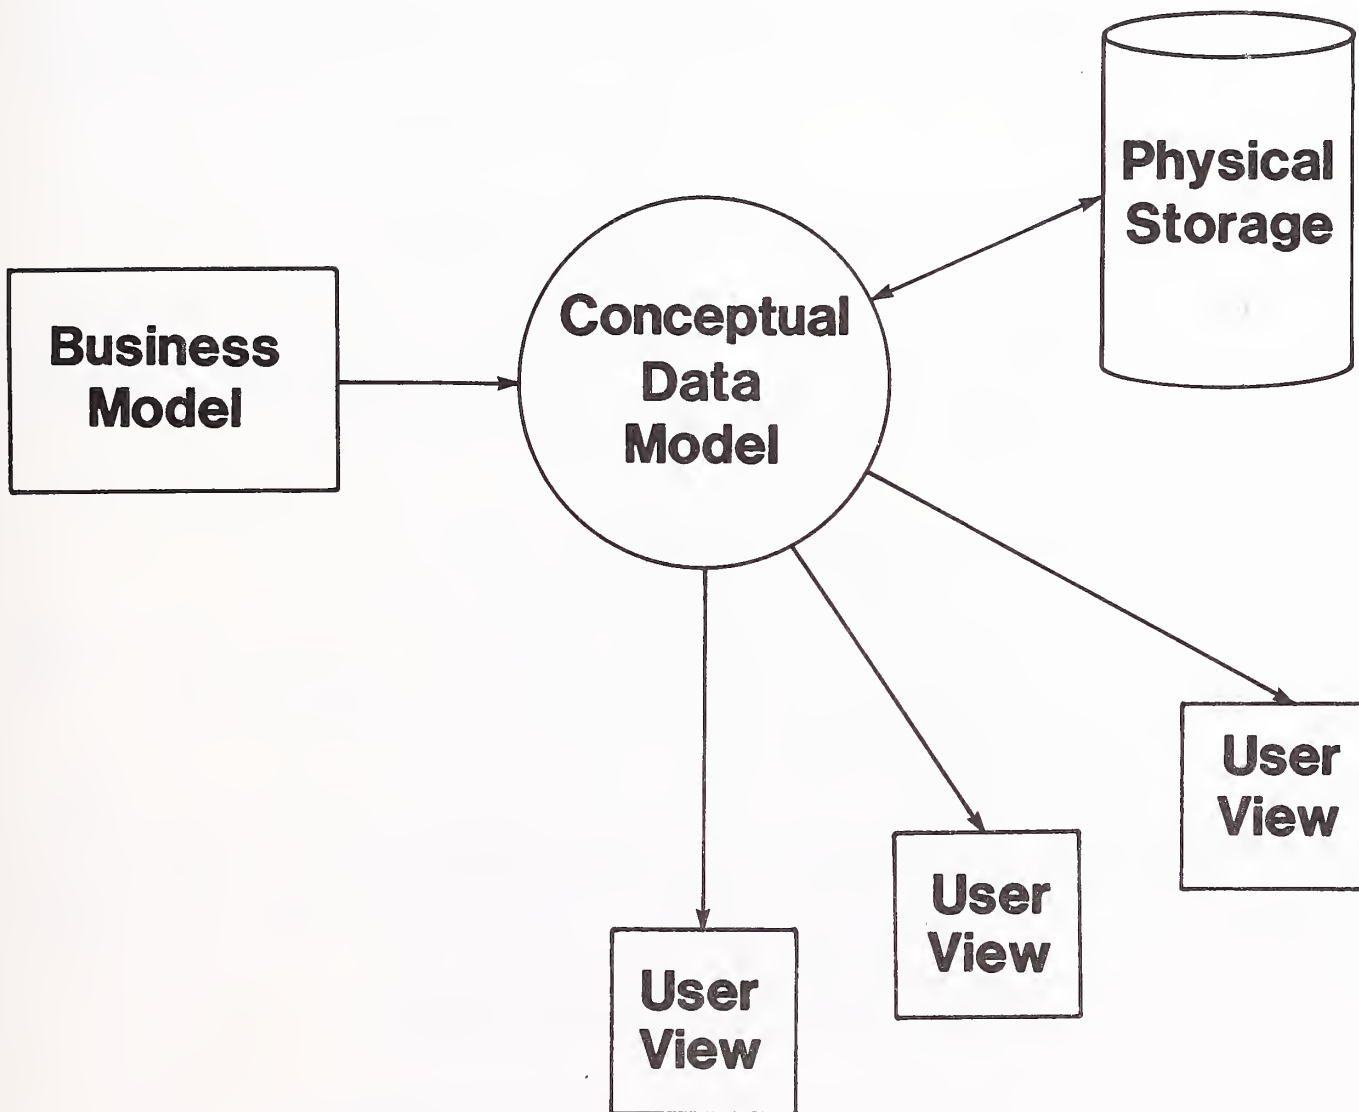 Physical
Storage
Business
Model
Conceptual
Data
Model
User
View
User
View
User
View